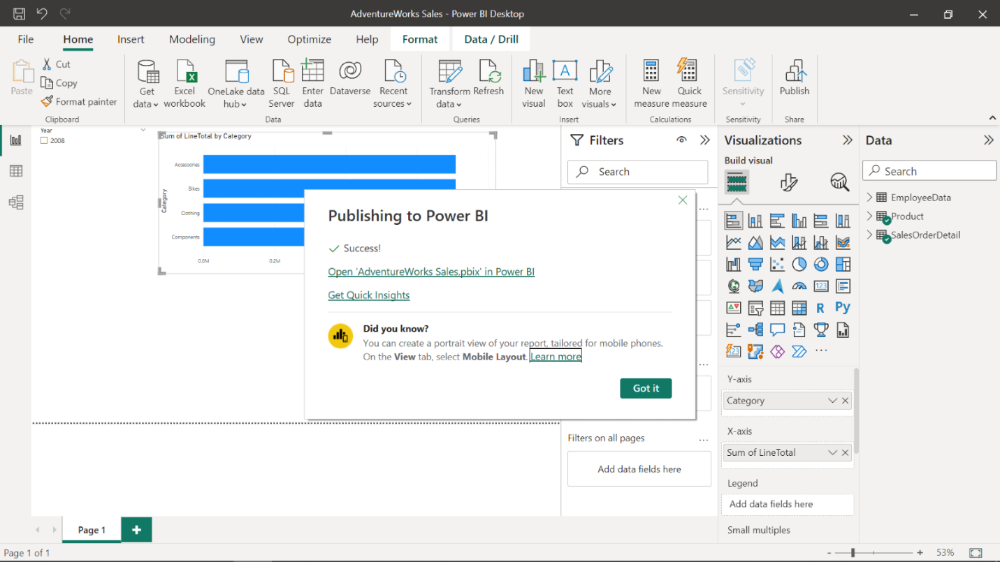 AdventureWorks Sales - Power BI Desktop
File Home Insert Modeling View Optimize Help Format Data / Drill
Paste
Cut
Copy
Format painter
Clipboard
Get data
Excel workbook
OneLake data hub
SQL Server
Enter data
Dataverse
Recent sources
Data
Transform data
Refresh
Queries
New visual
Text box
More visuals
Insert
New measure
Quick measure
Calculations
Sensitivity
Sensitivity
Publish
Share
Year
2008
Sum of LineTotal by Category
Category
Accessories
Bikes
Clothing
Components
0.0M 0.2M
Publishing to Power BI
Success!
Open 'AdventureWorks Sales.pbix' in Power BI
Get Quick Insights
Did you know?
You can create a portrait view of your report, tailored for mobile phones.
On the View tab, select Mobile Layout. Learn more
Got it
Filters
Search
Filters on all pages
Add data fields here
Visualizations
Build visual
123
R Py
123
Y-axis
Category
X-axis
Sum of LineTotal
Legend
Add data fields here
Small multiples
Data
Search
EmployeeData
Product
SalesOrderDetail
Page 1
Page 1 of 1
- + 53%